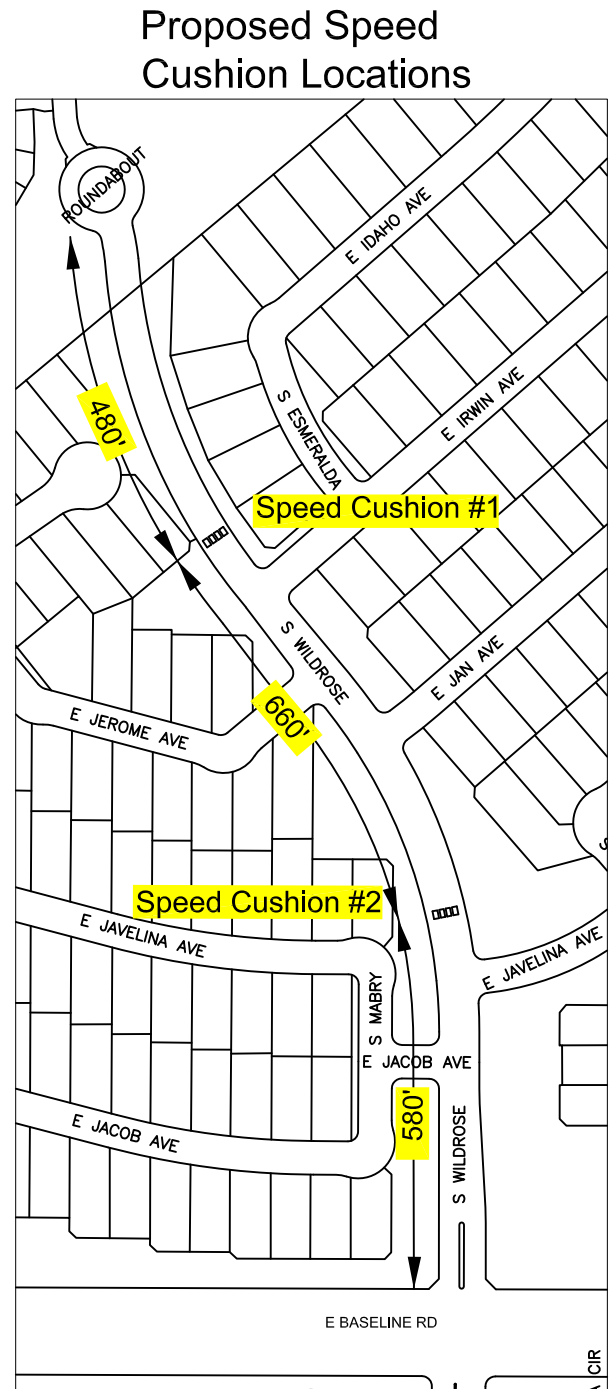 Proposed Speed
Cushion Locations
ROUNDABOUT
E IDAHO AVE
480'
S ESMERALDA
E IRWIN AVE
Speed Cushion #1
S WILDROSE
E JAN AVE
660'
E JEROME AVE
S
Speed Cushion #2
E JAVELINA AVE
E JAVELINA AVE
S MABRY
E JACOB AVE
580'
E JACOB AVE
S WILDROSE
E BASELINE RD
CIR